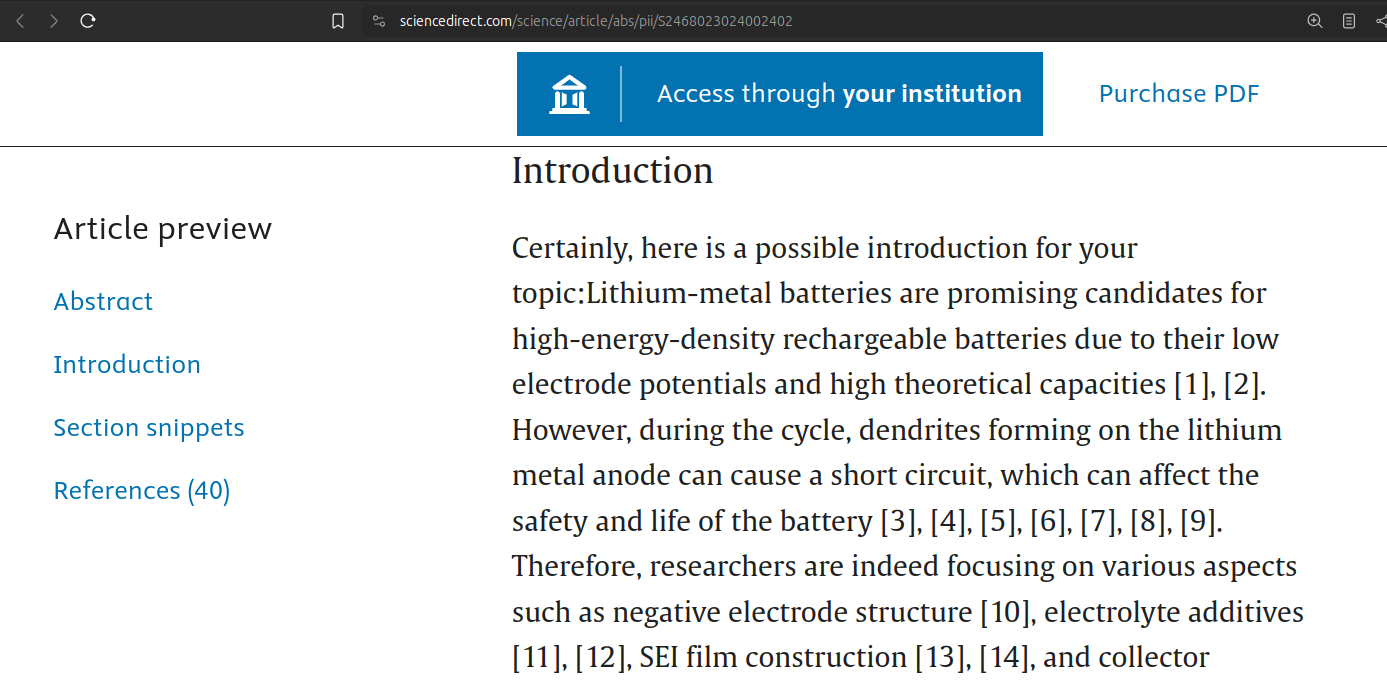 sciencedirect.com/science/article/abs/pii/S2468023024002402
Access through your institution
Purchase PDF
Article preview
Abstract
Introduction
Section snippets
References (40)
Introduction
Certainly, here is a possible introduction for your
topic:Lithium-metal batteries are promising candidates for
high-energy-density rechargeable batteries due to their low
electrode potentials and high theoretical capacities [1], [2].
However, during the cycle, dendrites forming on the lithium
metal anode can cause a short circuit, which can affect the
safety and life of the battery [3], [4], [5], [6], [7], [8], [9].
Therefore, researchers are indeed focusing on various aspects
such as negative electrode structure [10], electrolyte additives
[11], [12], SEI film construction [13], [14], and collector